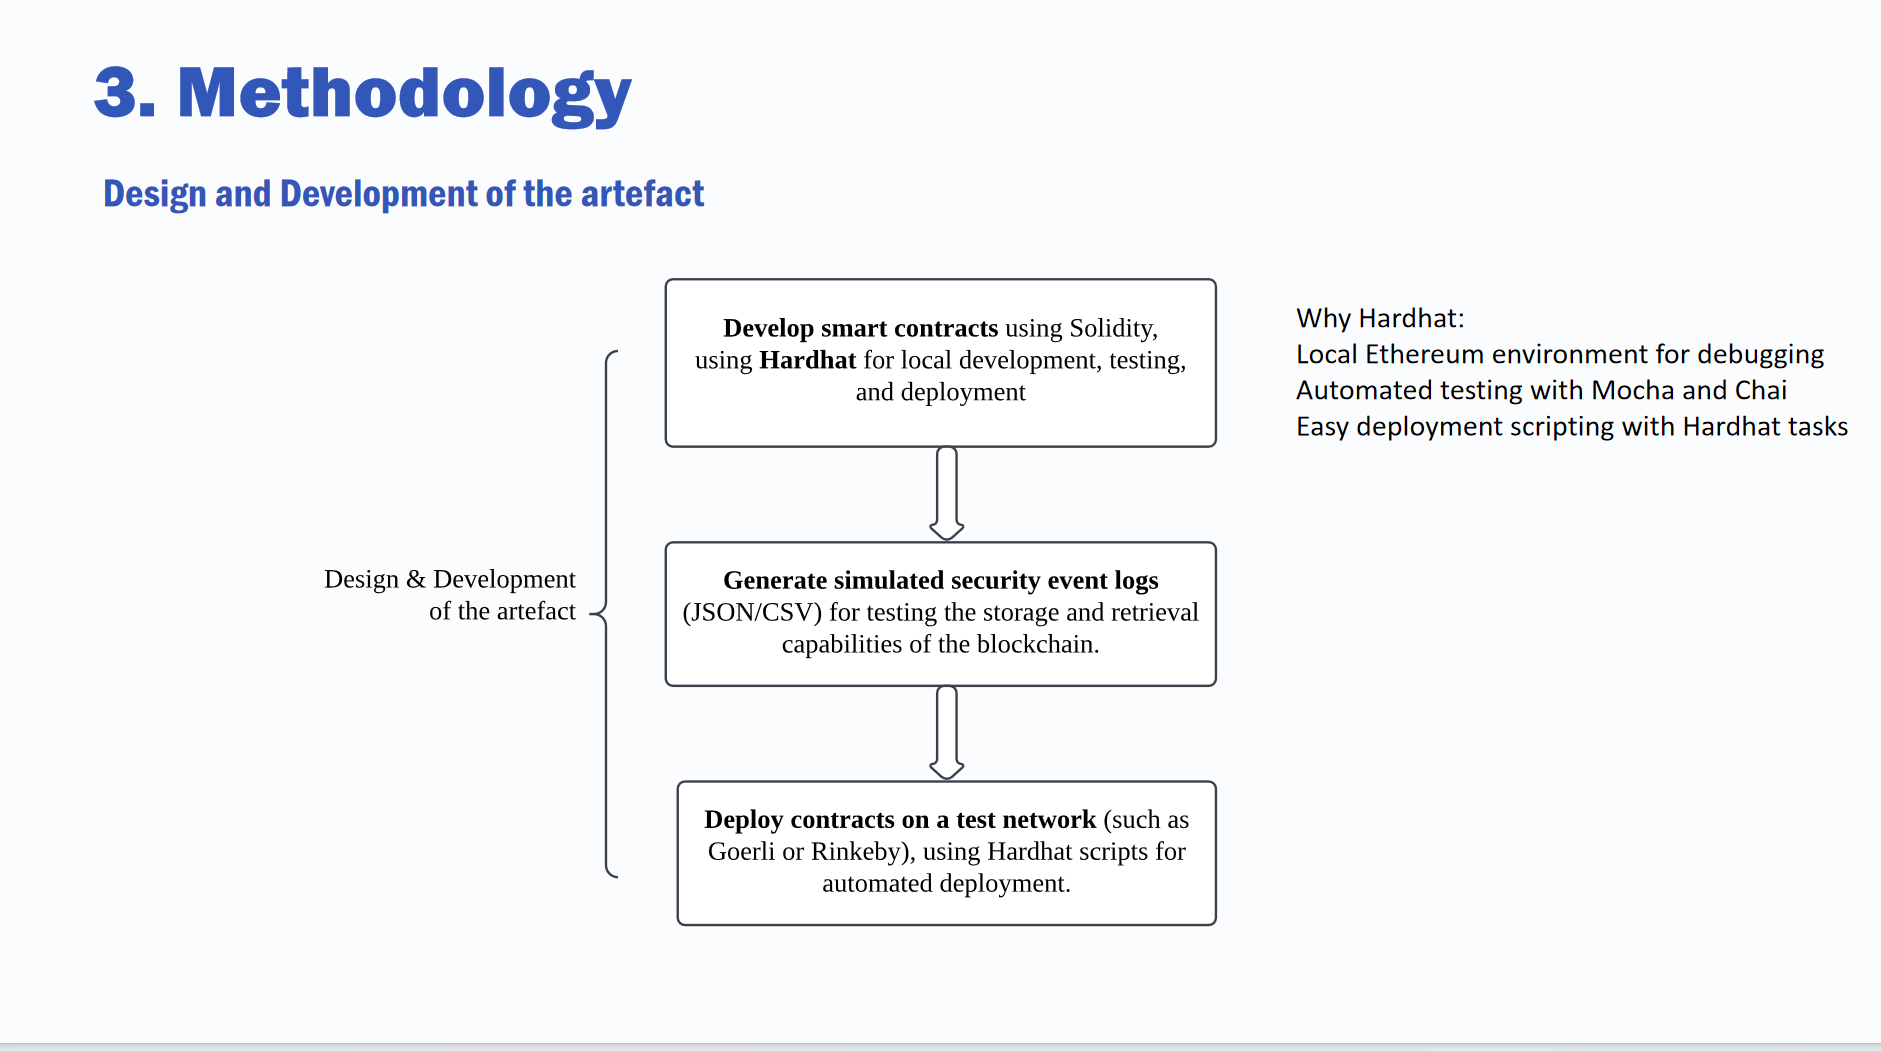 3. Methodology
Design and Development of the artefact
Develop smart contracts using Solidity,
using Hardhat for local development, testing,
and deployment
Why Hardhat:
Local Ethereum environment for debugging
Automated testing with Mocha and Chai
Easy deployment scripting with Hardhat tasks
Design & Development
of the artefact
Generate simulated security event logs
(JSON/CSV) for testing the storage and retrieval
capabilities of the blockchain.
Deploy contracts on a test network (such as
Goerli or Rinkeby), using Hardhat scripts for
automated deployment.